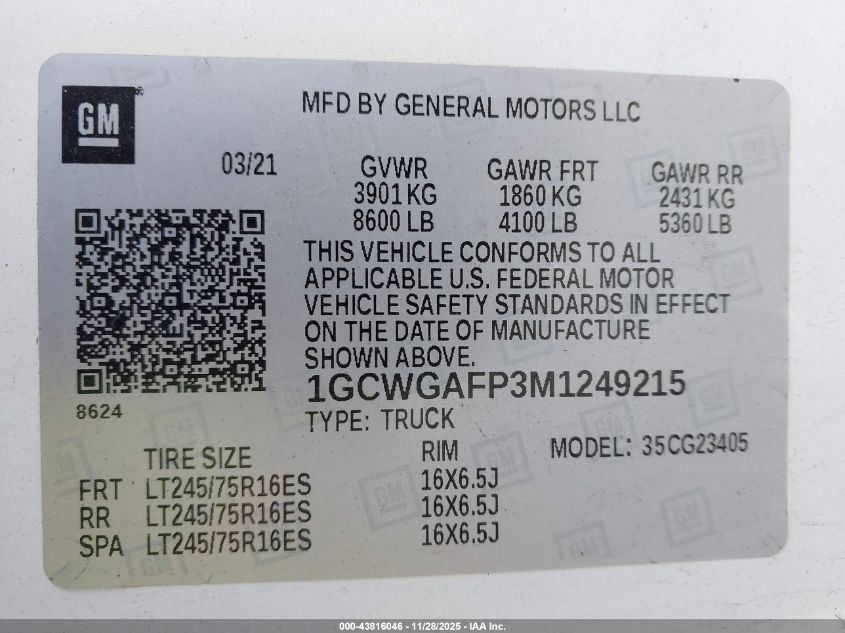 GM
MFD BY GENERAL MOTORS LLC
03/21
GVWR GAWR FRT GAWR RR
3901 KG 1860 KG 2431 KG
8600 LB 4100 LB 5360 LB
THIS VEHICLE CONFORMS TO ALL
APPLICABLE U.S. FEDERAL MOTOR
VEHICLE SAFETY STANDARDS IN EFFECT
ON THE DATE OF MANUFACTURE
SHOWN ABOVE.
1GCWGAFP3M1249215
8624
TYPE: TRUCK
TIRE SIZE RIM MODEL: 35CG23405
FRT LT245/75R16ES 16X6.5J
RR LT245/75R16ES 16X6.5J
SPA LT245/75R16ES 16X6.5J
000-43816046 - 11/28/2025 - IAA Inc.